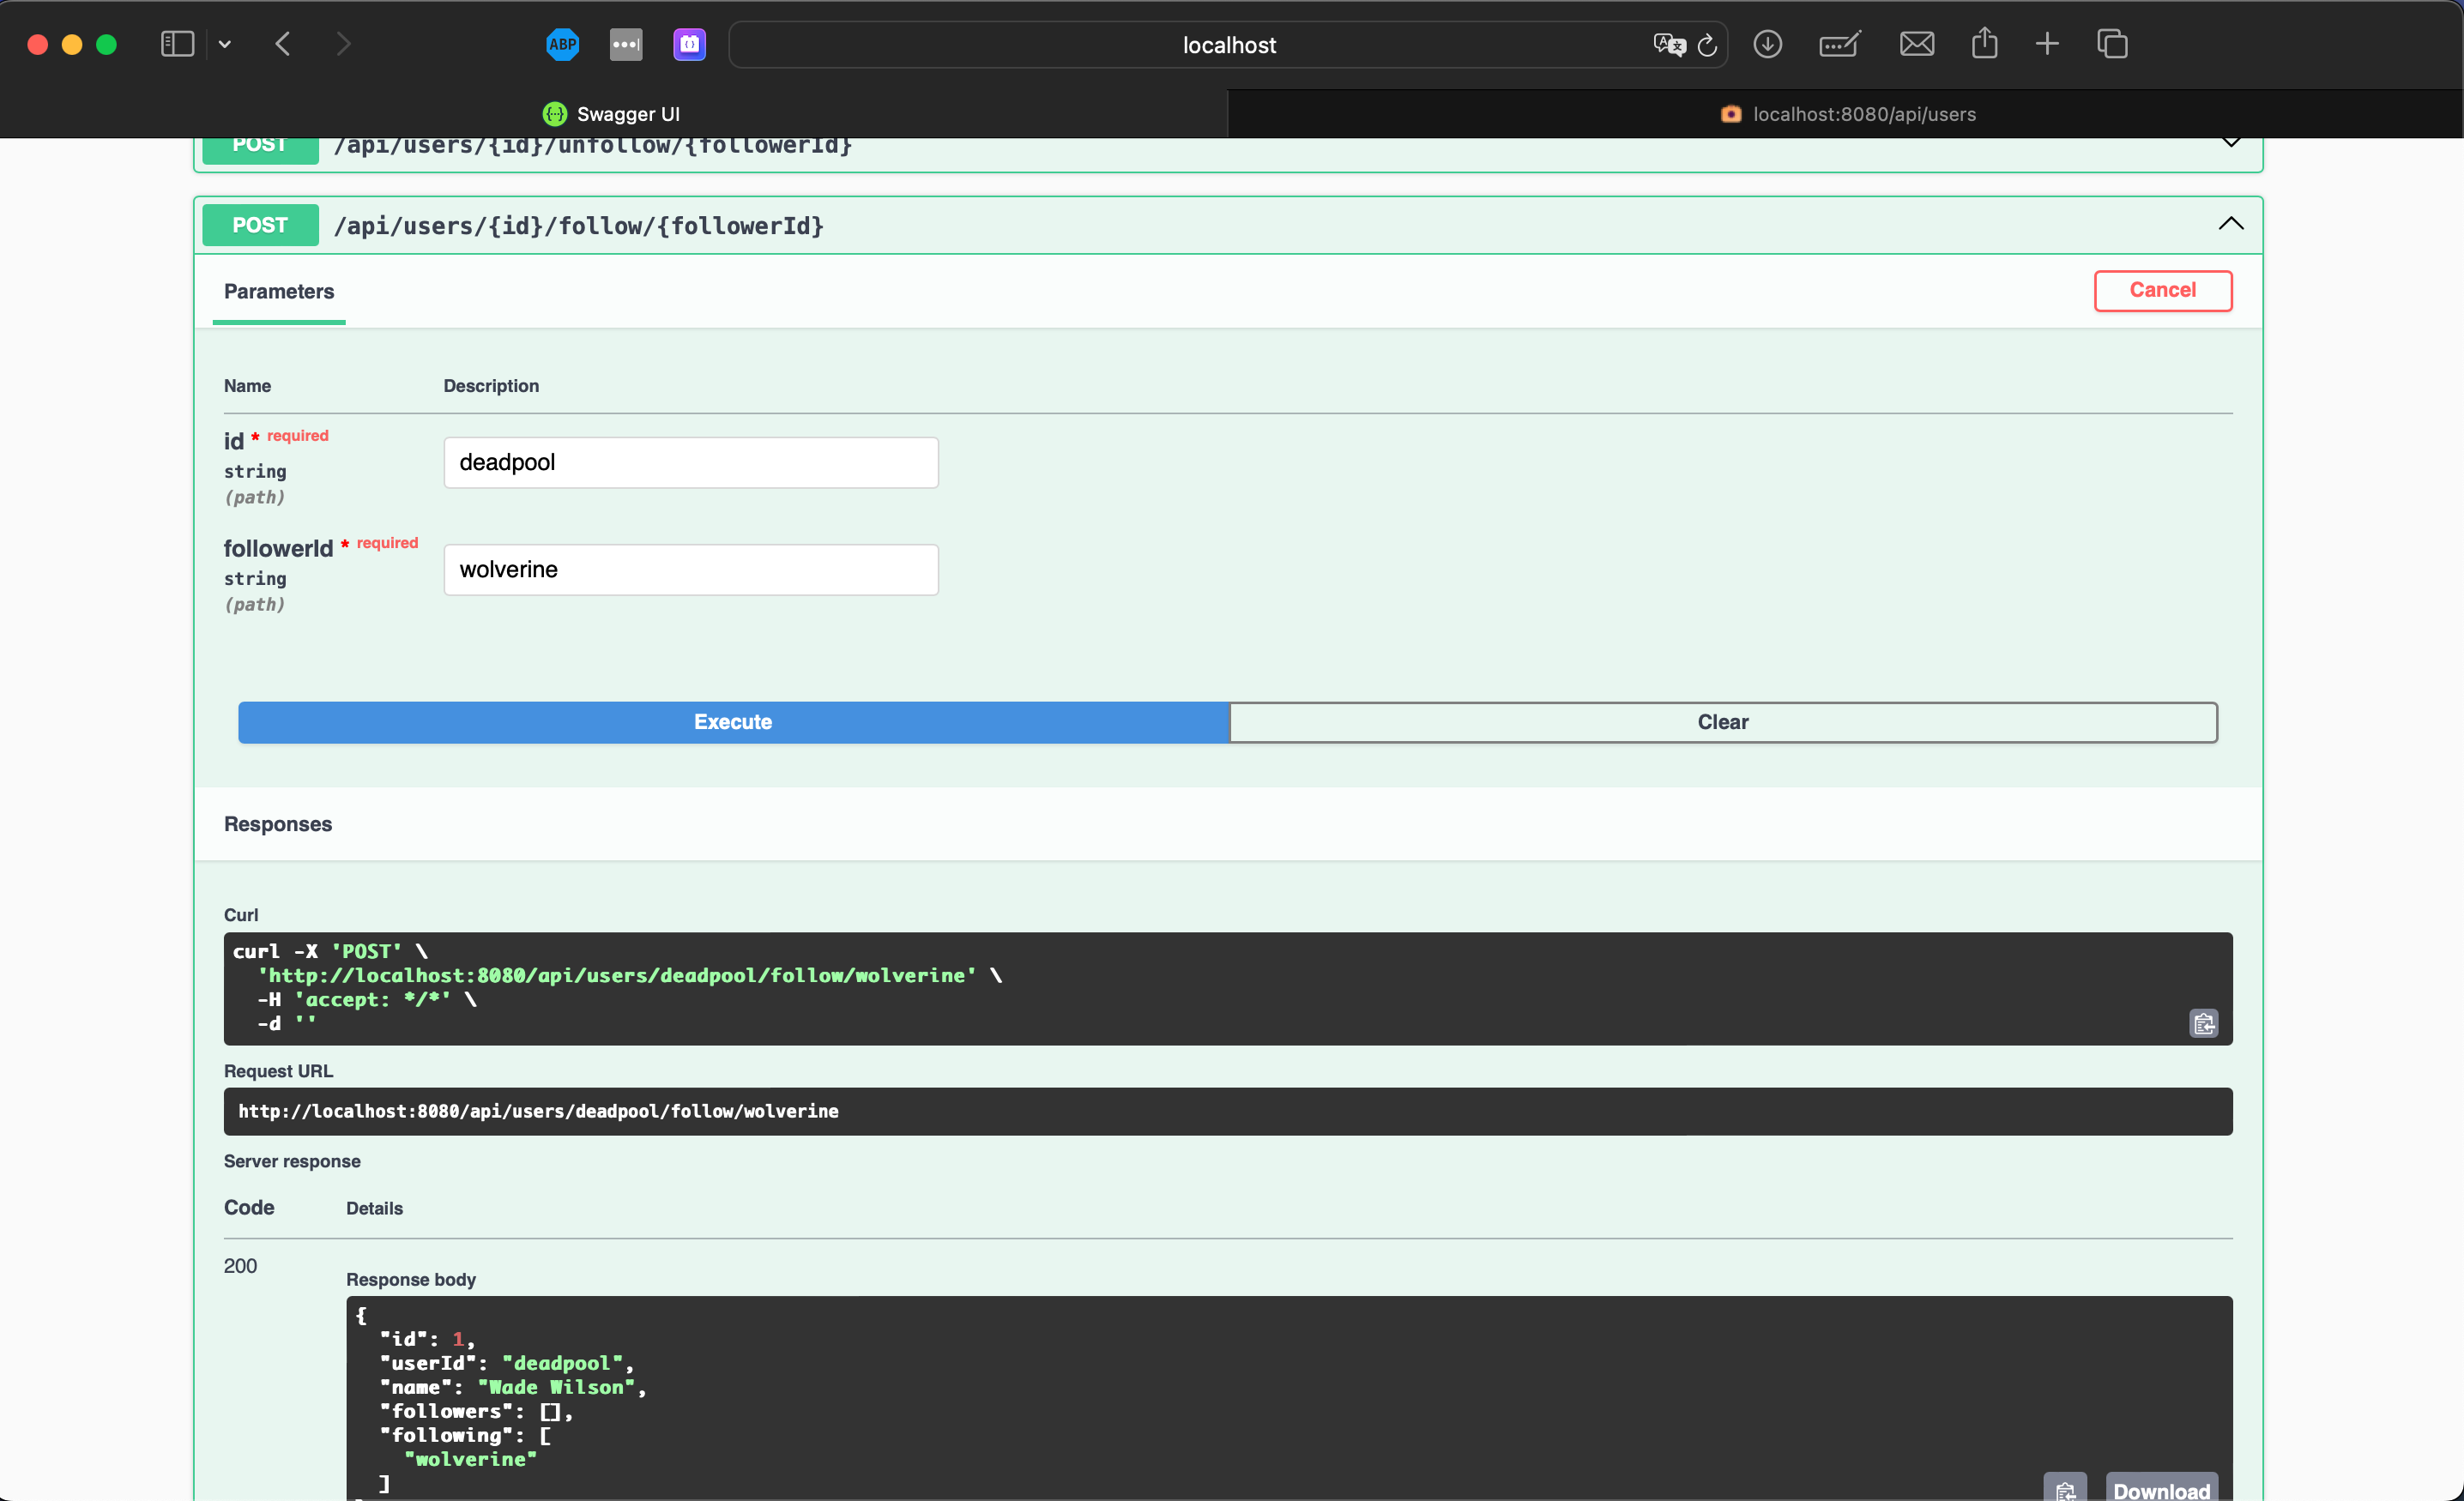 ABP
localhost
Swagger UI
localhost:8080/api/users
POST /api/users/{id}/unfollow/{followerId}
POST /api/users/{id}/follow/{followerId}
Parameters
Cancel
Name Description
id * required
string
(path)
deadpool
followerId * required
string
(path)
wolverine
Execute
Clear
Responses
Curl
curl -X 'POST' \
  'http://localhost:8080/api/users/deadpool/follow/wolverine' \
  -H 'accept: */*' \
  -d ''
Request URL
http://localhost:8080/api/users/deadpool/follow/wolverine
Server response
Code Details
200
Response body
{
  "id": 1,
  "userId": "deadpool",
  "name": "Wade Wilson",
  "followers": [],
  "following": [
    "wolverine"
  ]
Download